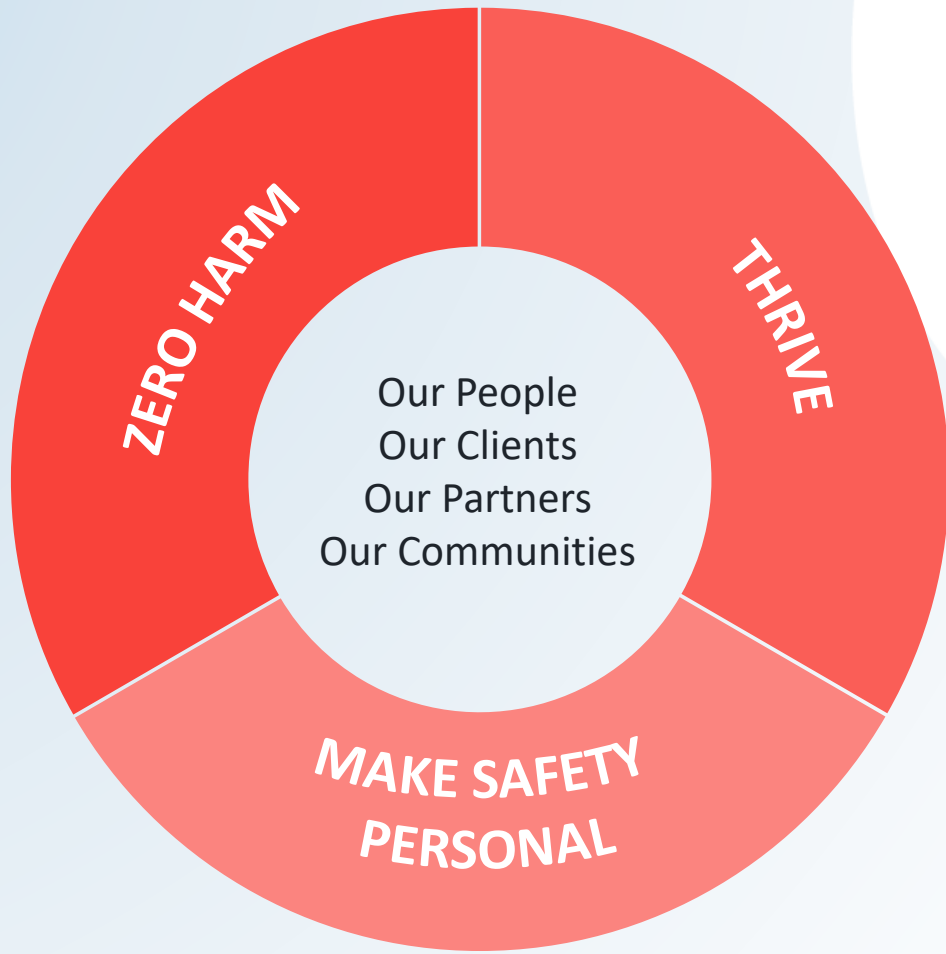 ZERO HARM
THRIVE
Our People
Our Clients
Our Partners
Our Communities
MAKE SAFETY
PERSONAL